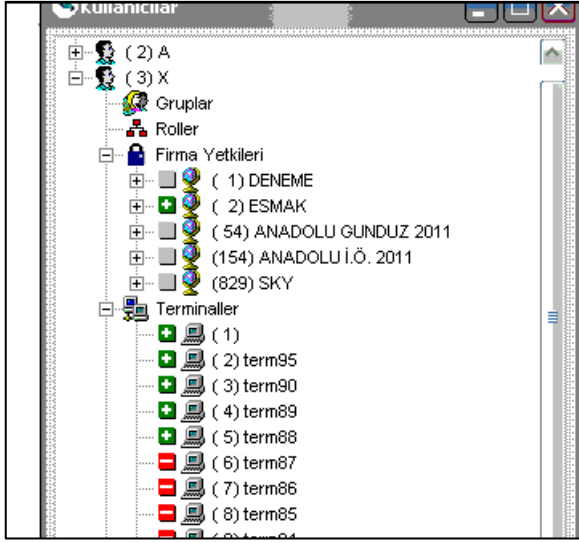 Kullanıcılar
( 2) A
( 3) X
Gruplar
Roller
Firma Yetkileri
( 1) DENEME
( 2) ESMAK
( 54) ANADOLU GUNDUZ 2011
(154) ANADOLU İ.Ö. 2011
(829) SKY
Terminaller
( 1)
( 2) term95
( 3) term90
( 4) term89
( 5) term88
( 6) term87
( 7) term86
( 8) term85